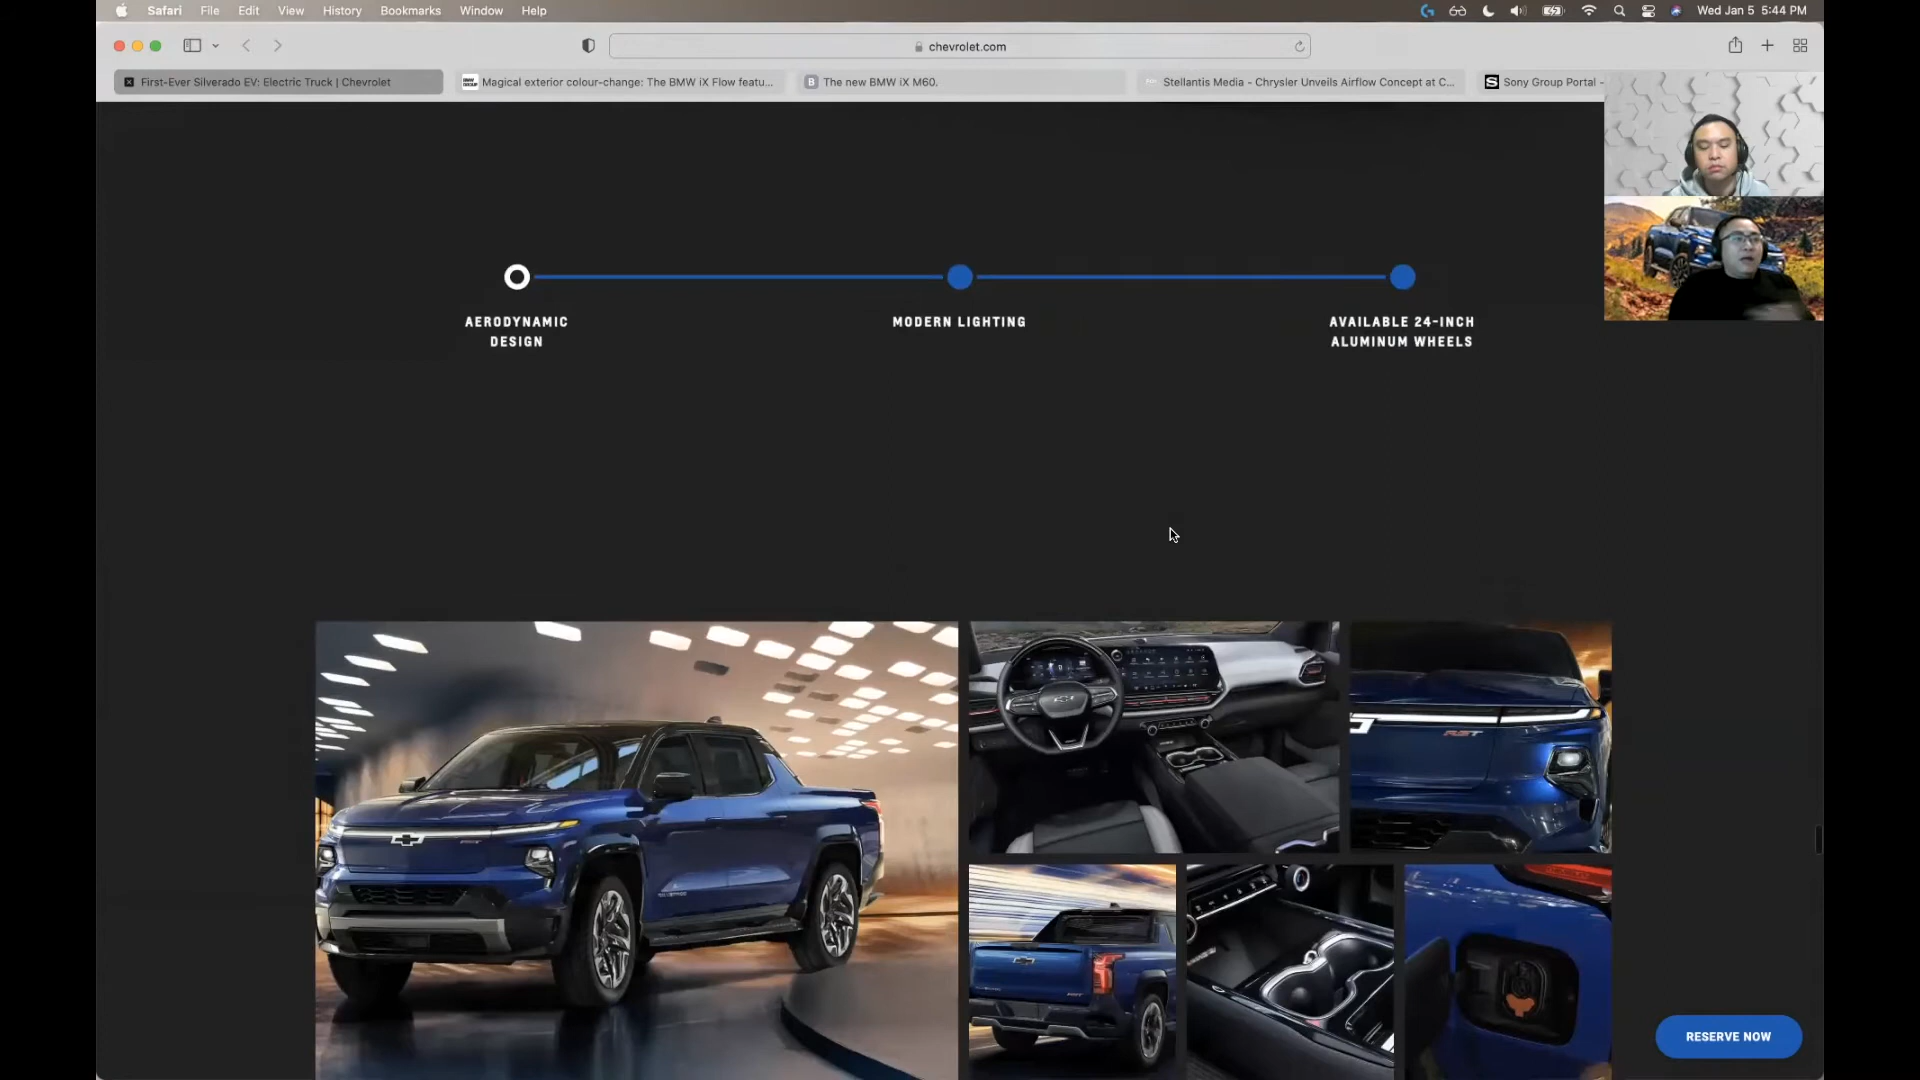 Safari File Edit View History Bookmarks Window Help
Wed Jan 5 5:44 PM
chevrolet.com
First-Ever Silverado EV: Electric Truck | Chevrolet
Magical exterior colour-change: The BMW iX Flow featu...
B The new BMW iX M60.
Stellantis Media - Chrysler Unveils Airflow Concept at C...
S Sony Group Portal -
AERODYNAMIC
DESIGN
MODERN LIGHTING
AVAILABLE 24-INCH
ALUMINUM WHEELS
RST
RESERVE NOW